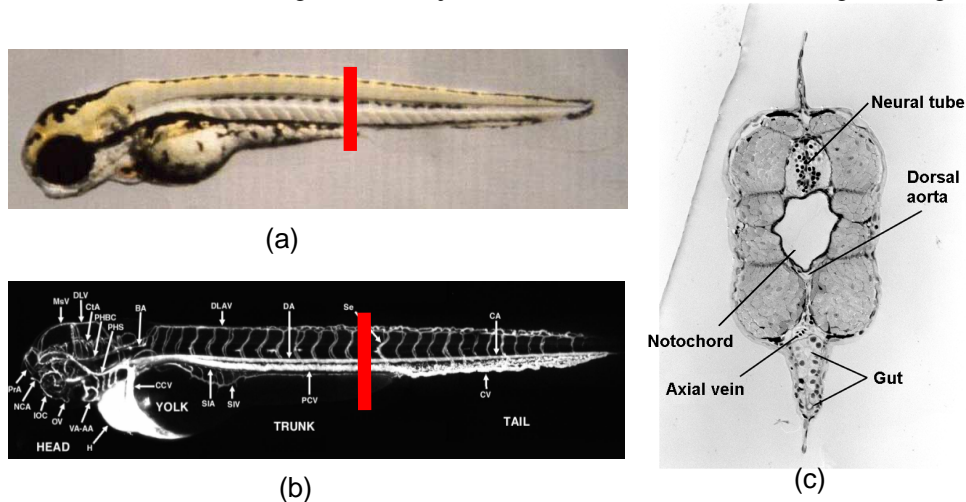 (a)
MsV
DLV
CtA
PHBC
PHS
BA
DLAV
DA
Se
CA
PrA
NCA
IOC
OV
VA-AA
H
CCV
YOLK
SIA
SIV
PCV
CV
HEAD
TRUNK
TAIL
(b)
Neural tube
Dorsal
aorta
Notochord
Axial vein
Gut
(c)